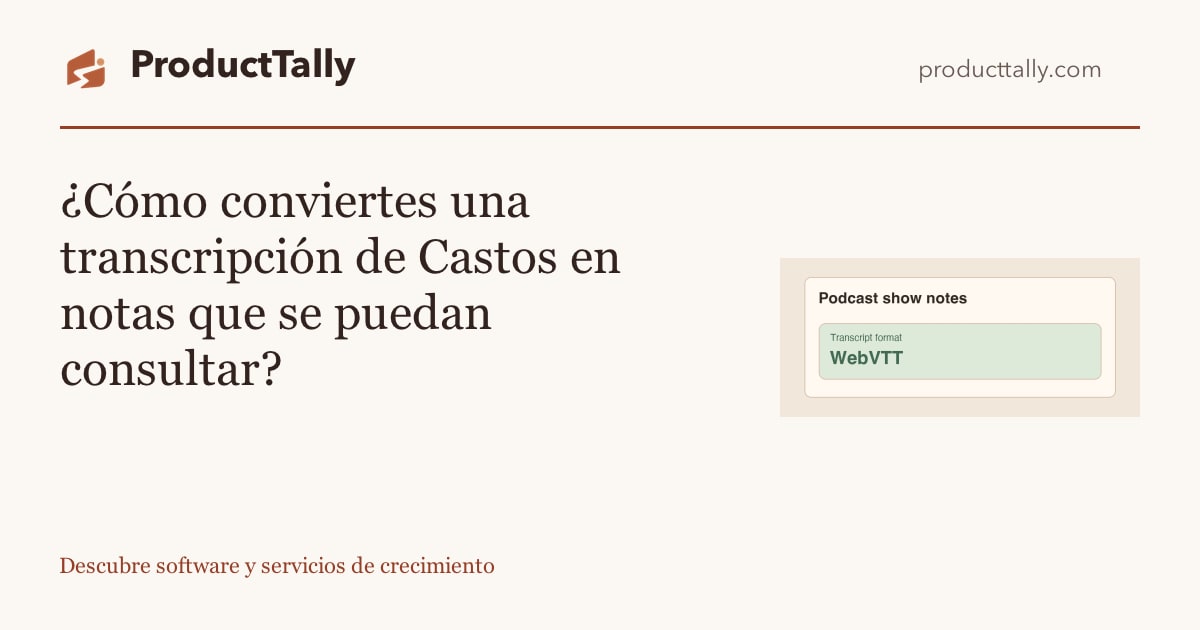 ProductTally
producttally.com
¿Cómo conviertes una
transcripción de Castos en
notas que se puedan
consultar?
Podcast show notes
Transcript format
WebVTT
Descubre software y servicios de crecimiento